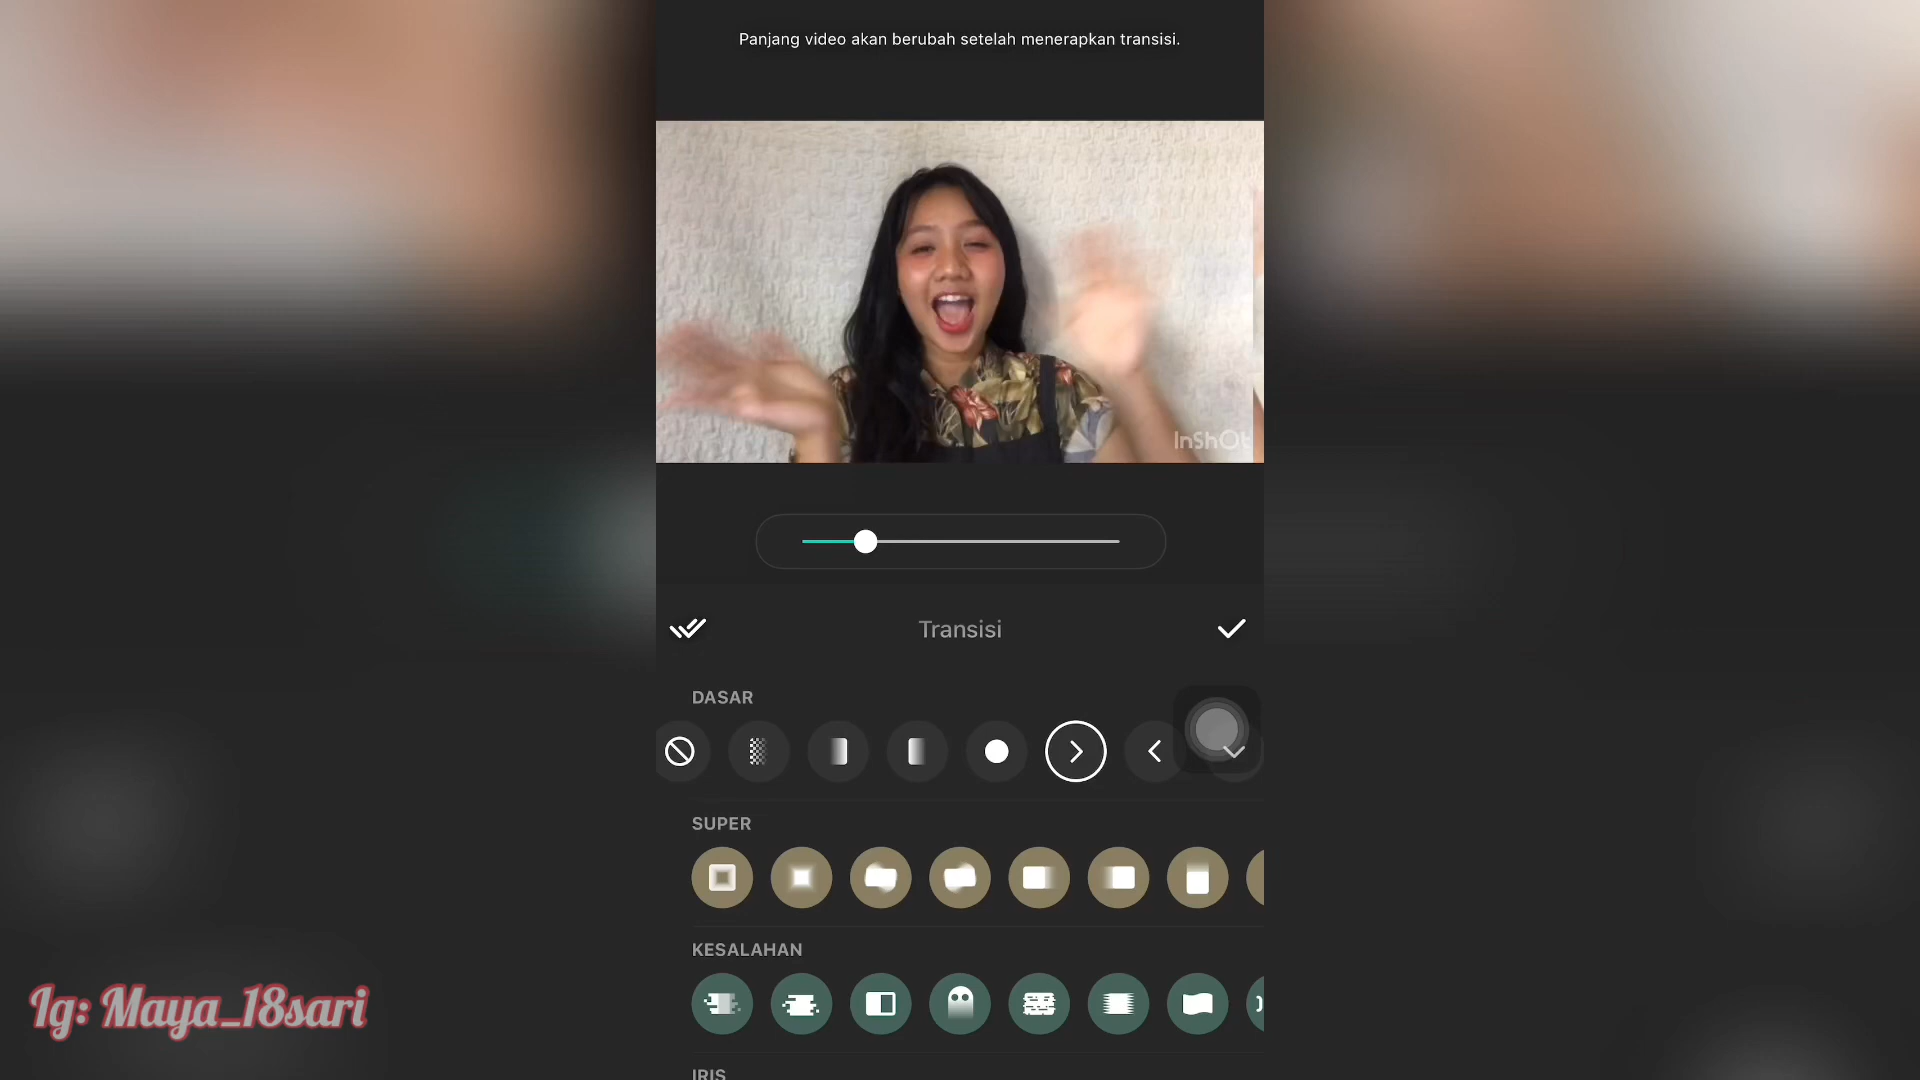 Panjang video akan berubah setelah menerapkan transisi.
InShOt
Transisi
DASAR
SUPER
KESALAHAN
Ig: Maya_18sari
IRIS